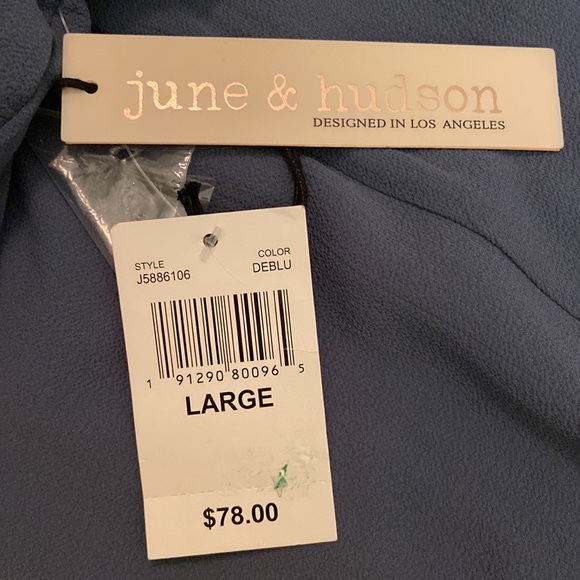 june & hudson
DESIGNED IN LOS ANGELES
STYLE
J5886106
COLOR
DEBLU
1 91290 80096 5
LARGE
$78.00